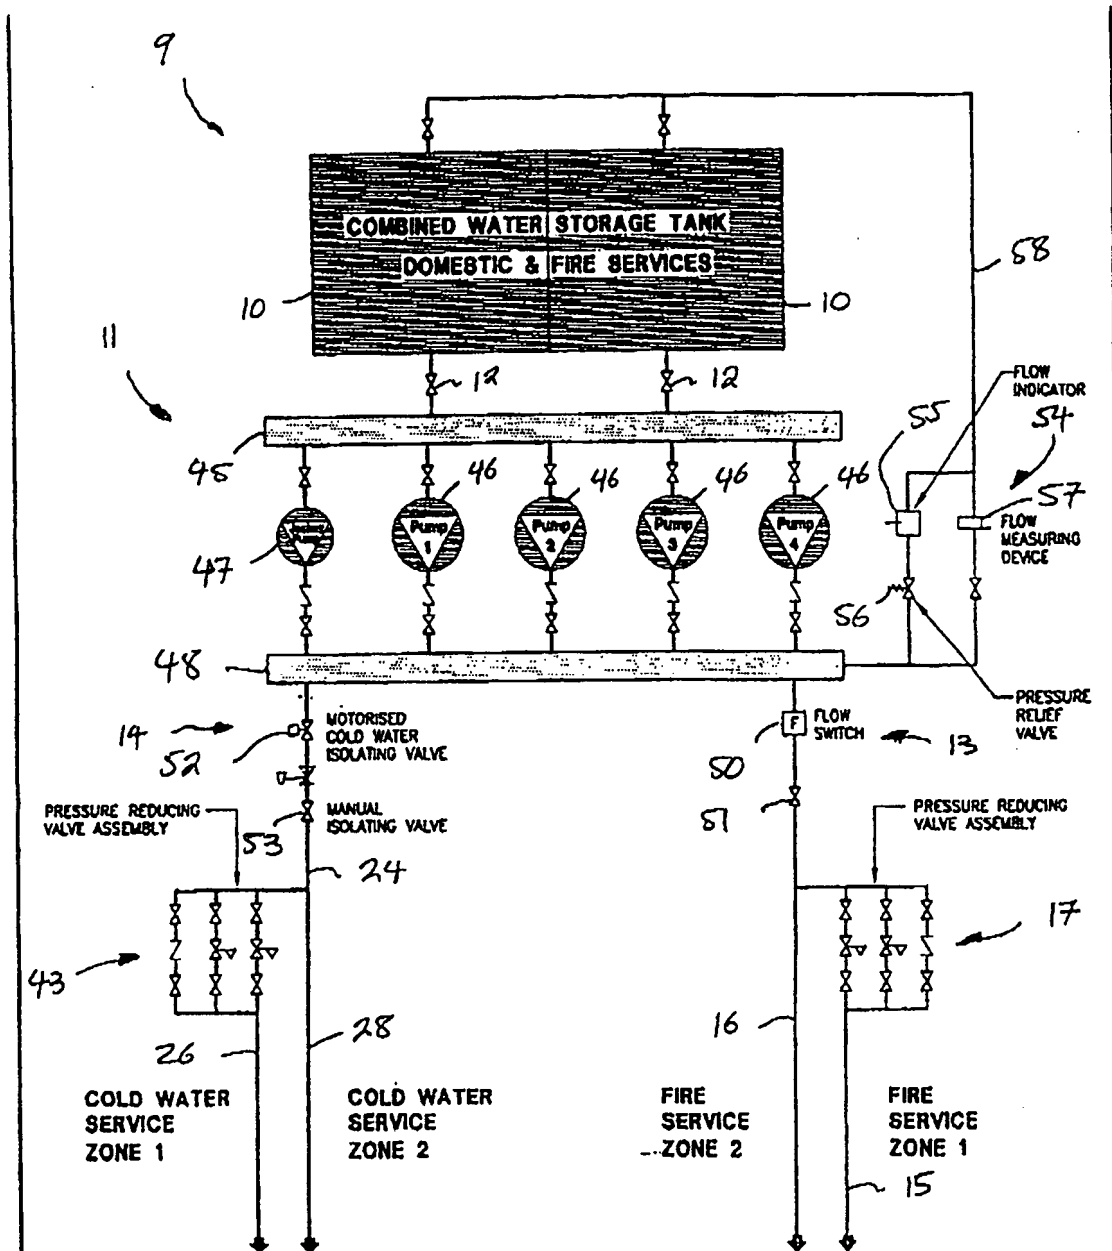 9
COMBINED WATER STORAGE TANK
DOMESTIC & FIRE SERVICES
10
10
58
11
12
12
FLOW
INDICATOR
55
54
45
46
46
46
46
57
47
Pump
Pump
1
Pump
2
Pump
3
Pump
4
FLOW
MEASURING
DEVICE
56
48
14
MOTORISED
COLD WATER
ISOLATING VALVE
52
F
FLOW
SWITCH
50
13
PRESSURE
RELIEF
VALVE
PRESSURE REDUCING
VALVE ASSEMBLY
53
MANUAL
ISOLATING VALVE
51
PRESSURE REDUCING
VALVE ASSEMBLY
24
43
17
26
28
16
COLD WATER
SERVICE
ZONE 1
COLD WATER
SERVICE
ZONE 2
FIRE
SERVICE
ZONE 2
FIRE
SERVICE
ZONE 1
15